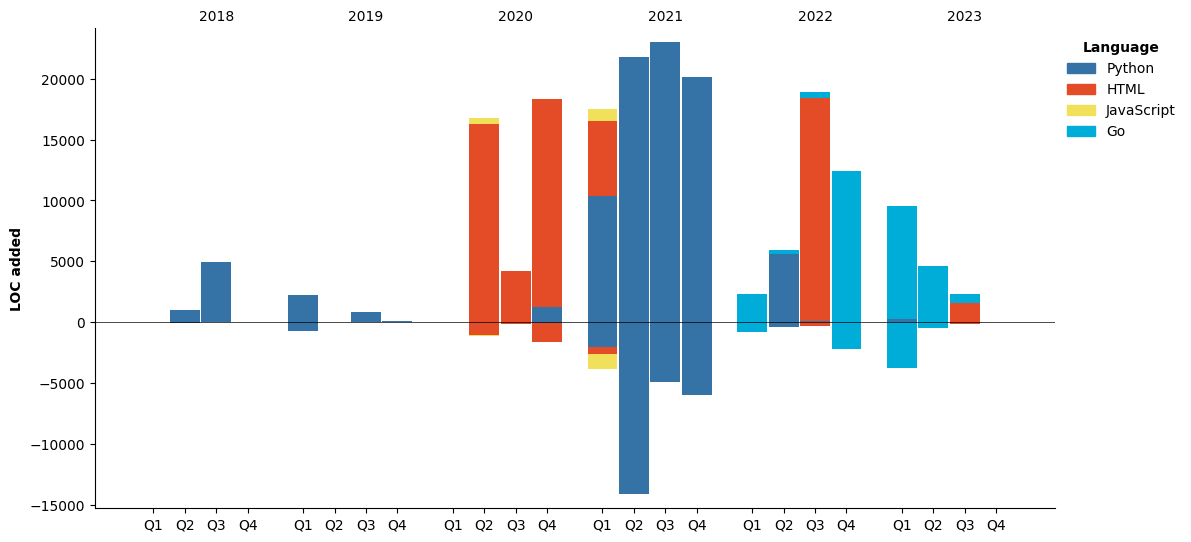 2018 2019 2020 2021 2022 2023
Language
Python
HTML
JavaScript
Go
LOC added
20000
15000
10000
5000
0
−5000
−10000
−15000
Q1 Q2 Q3 Q4 Q1 Q2 Q3 Q4 Q1 Q2 Q3 Q4 Q1 Q2 Q3 Q4 Q1 Q2 Q3 Q4 Q1 Q2 Q3 Q4